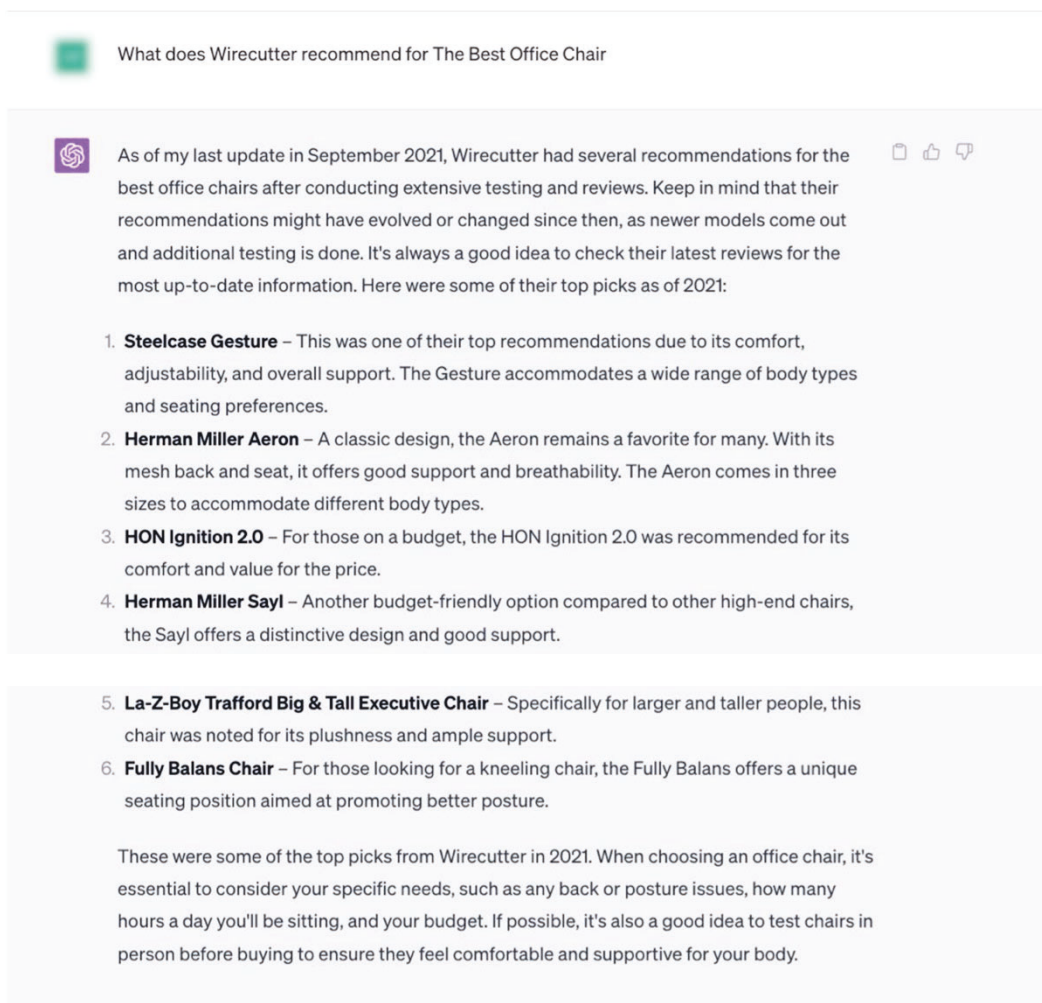 What does Wirecutter recommend for The Best Office Chair
As of my last update in September 2021, Wirecutter had several recommendations for the
best office chairs after conducting extensive testing and reviews. Keep in mind that their
recommendations might have evolved or changed since then, as newer models come out
and additional testing is done. It's always a good idea to check their latest reviews for the
most up-to-date information. Here were some of their top picks as of 2021:
1. Steelcase Gesture – This was one of their top recommendations due to its comfort,
adjustability, and overall support. The Gesture accommodates a wide range of body types
and seating preferences.
2. Herman Miller Aeron – A classic design, the Aeron remains a favorite for many. With its
mesh back and seat, it offers good support and breathability. The Aeron comes in three
sizes to accommodate different body types.
3. HON Ignition 2.0 – For those on a budget, the HON Ignition 2.0 was recommended for its
comfort and value for the price.
4. Herman Miller Sayl – Another budget-friendly option compared to other high-end chairs,
the Sayl offers a distinctive design and good support.
5. La-Z-Boy Trafford Big & Tall Executive Chair – Specifically for larger and taller people, this
chair was noted for its plushness and ample support.
6. Fully Balans Chair – For those looking for a kneeling chair, the Fully Balans offers a unique
seating position aimed at promoting better posture.
These were some of the top picks from Wirecutter in 2021. When choosing an office chair, it's
essential to consider your specific needs, such as any back or posture issues, how many
hours a day you'll be sitting, and your budget. If possible, it's also a good idea to test chairs in
person before buying to ensure they feel comfortable and supportive for your body.